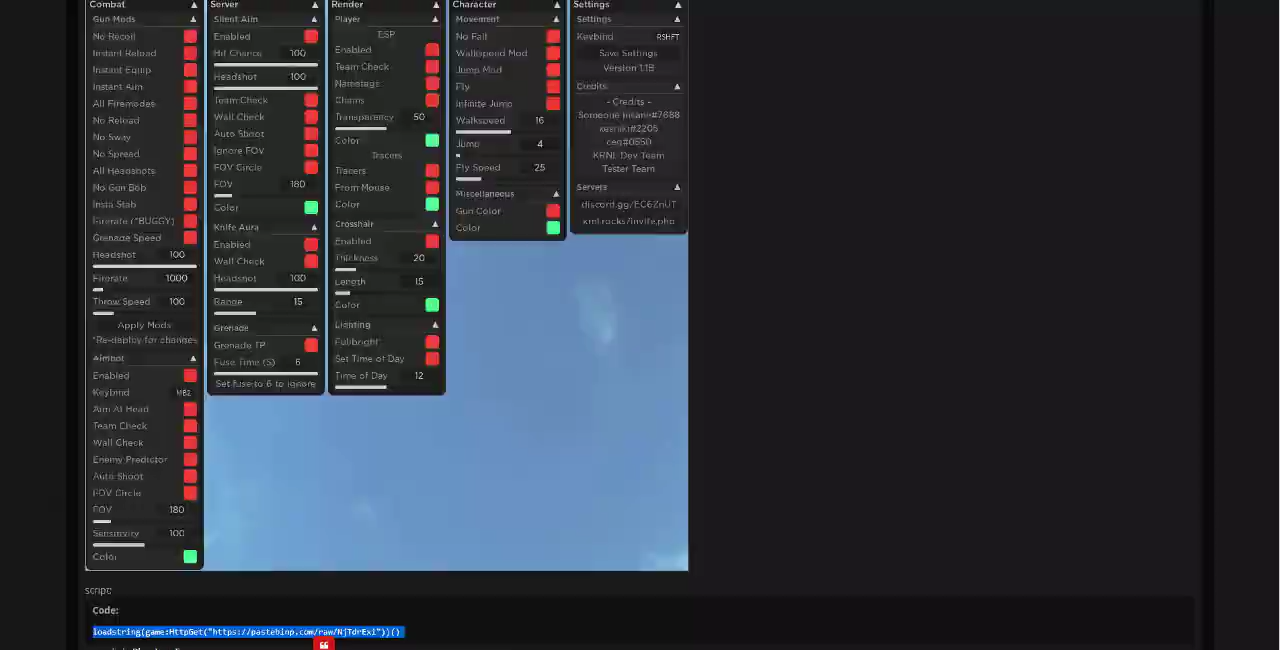 Combat ▲
Gun Mods ▲
No Recoil
Instant Reload
Instant Equip
Instant Aim
All Firemodes
No Reload
No Sway
No Spread
All Headshots
No Gun Bob
Insta Stab
Firerate (*BUGGY)
Grenade Speed
Headshot 100
Firerate 1000
Throw Speed 100
Apply Mods
*Re-deploy for changes
Aimbot ▲
Enabled
Keybind MB2
Aim At Head
Team Check
Wall Check
Enemy Predictor
Auto Shoot
FOV Circle
FOV 180
Sensitivity 100
Color
Server ▲
Silent Aim ▲
Enabled
Hit Chance 100
Headshot 100
Team Check
Wall Check
Auto Shoot
Ignore FOV
FOV Circle
FOV 180
Color
Knife Aura ▲
Enabled
Wall Check
Headshot 100
Range 15
Grenade ▲
Grenade TP
Fuse Time (S) 6
Set fuse to 6 to ignore
Render ▲
Player ▲
ESP
Enabled
Team Check
Nametags
Chams
Transparency 50
Color
Tracers
Tracers
From Mouse
Color
Crosshair ▲
Enabled
Thickness 20
Length 15
Color
Lighting ▲
Fullbright
Set Time of Day
Time of Day 12
Character ▲
Movement ▲
No Fall
Walkspeed Mod
Jump Mod
Fly
Infinite Jump
Walkspeed 16
Jump 4
Fly Speed 25
Miscellaneous ▲
Gun Color
Color
Settings ▲
Settings ▲
Keybind RSHFT
Save Settings
Version 1.1B
Credits ▲
- Credits -
Someone Insane#7688
KRNL Dev Team
Tester Team
Servers ▲
script:
Code:
loadstring(game:HttpGet("https://pastebinp.com/raw/NjTdrExi"))()